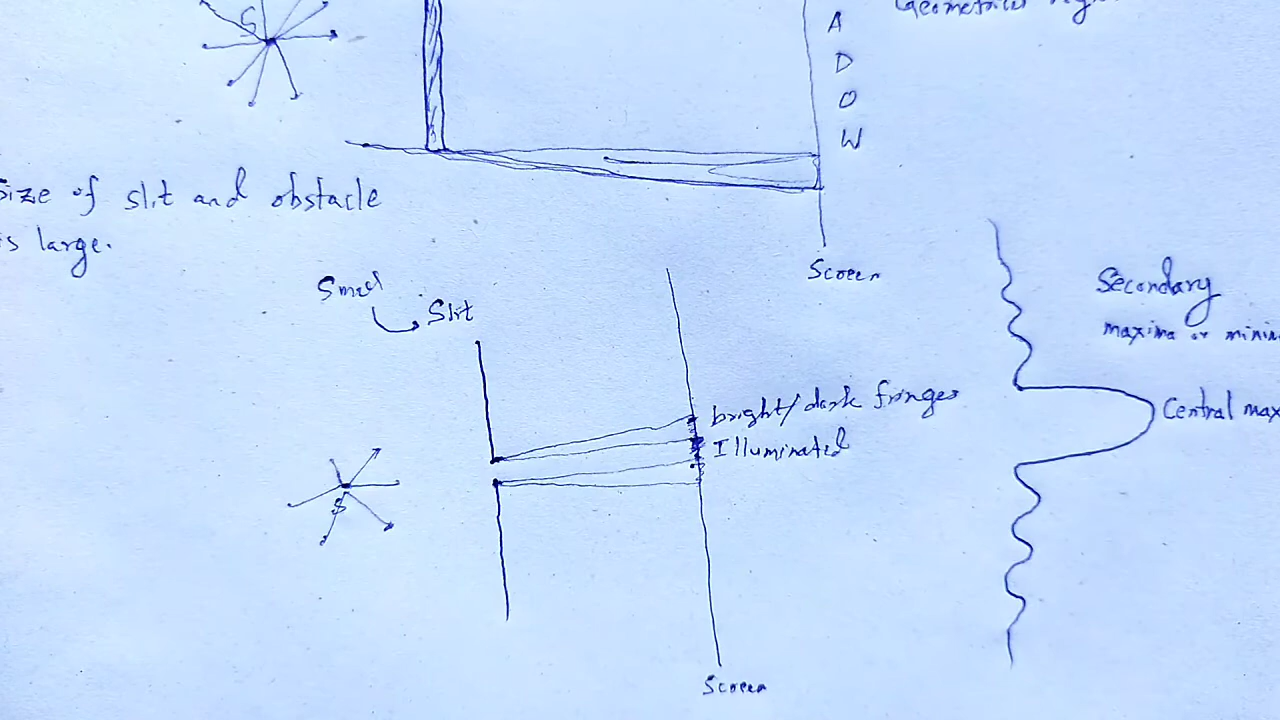 S
A
D
O
W
Size of slit and obstacle
is large.
Screen
Small
Slit
Secondary
maxima or minim
bright/dark fringes
Central max
Illuminated
S
Screen